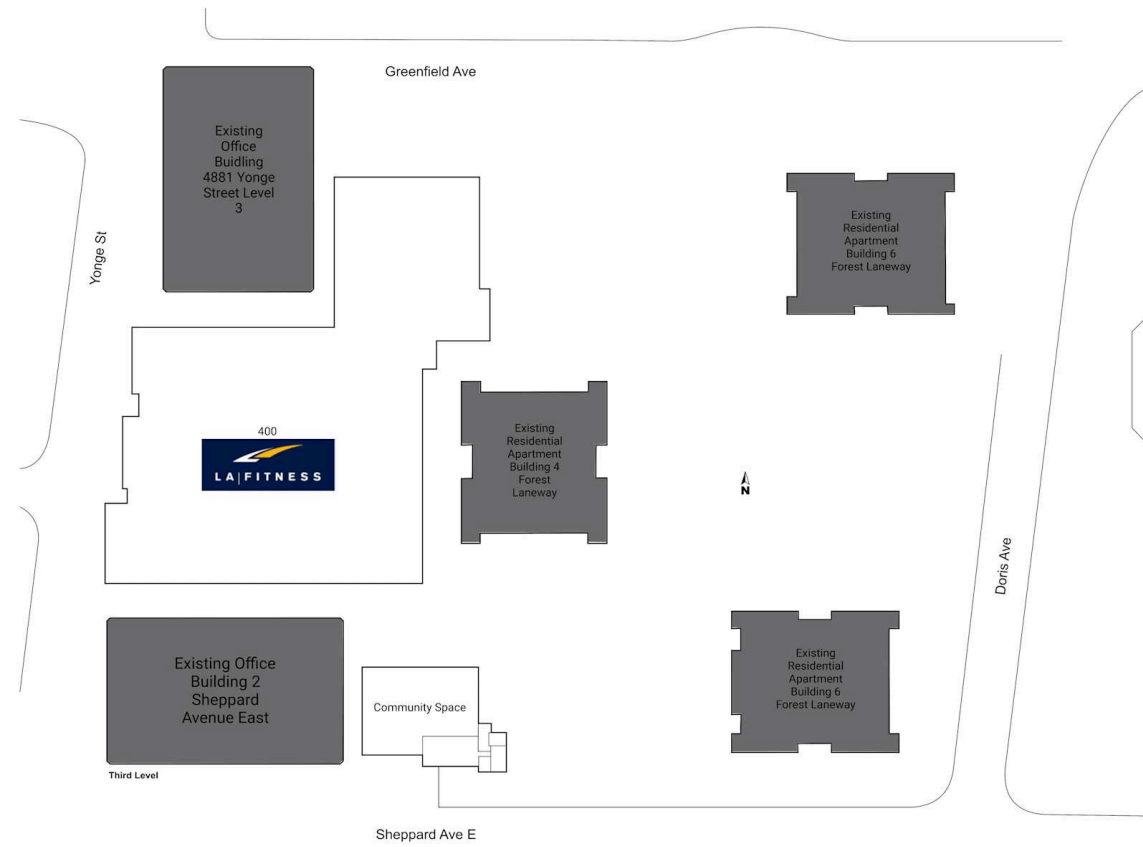 Greenfield Ave
Existing
Office
Buidling
4881 Yonge
Street Level
3
Yonge St
Existing
Residential
Apartment
Building 6
Forest Laneway
400
LA|FITNESS
Existing
Residential
Apartment
Building 4
Forest
Laneway
N
Doris Ave
Existing Office
Building 2
Sheppard
Avenue East
Third Level
Community Space
Existing
Residential
Apartment
Building 6
Forest Laneway
Sheppard Ave E